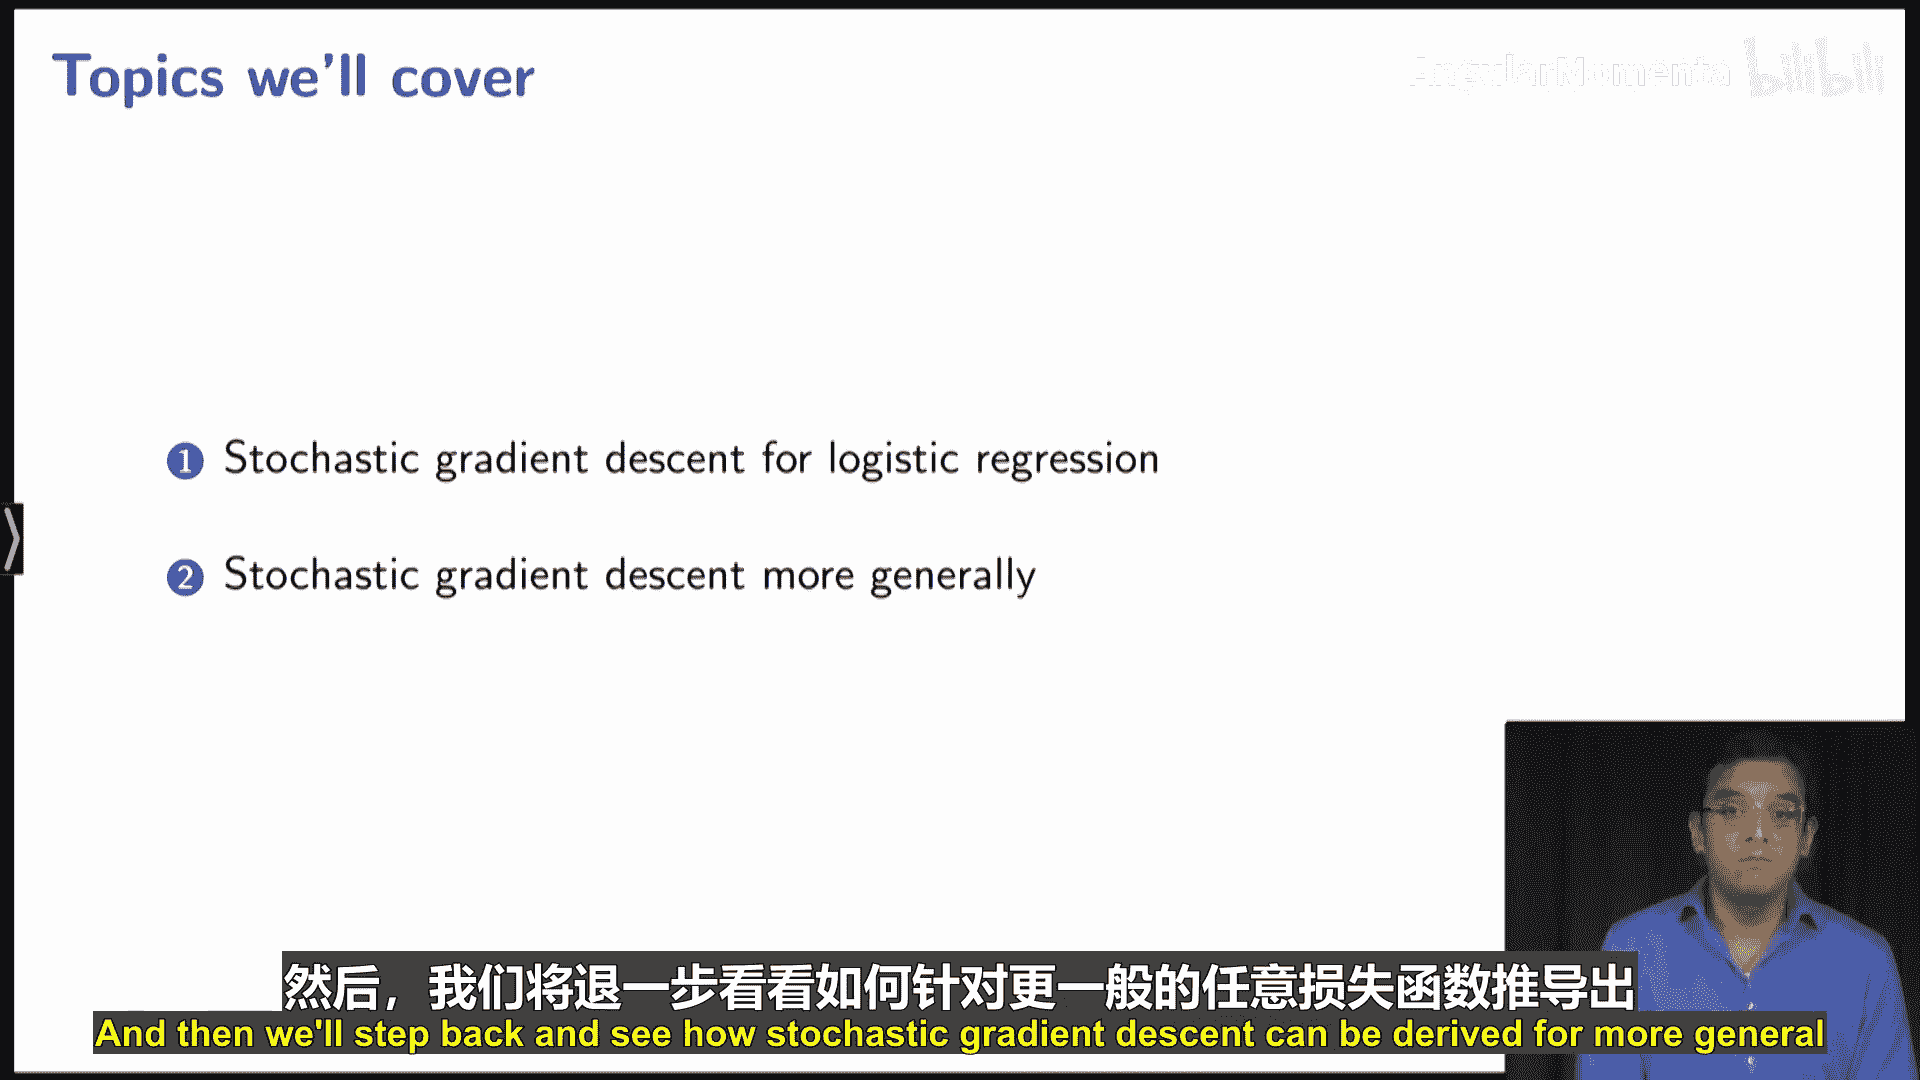 Topics we'll cover
AngularMomenta bilibili
1 Stochastic gradient descent for logistic regression
2 Stochastic gradient descent more generally
然后，我们将退一步看看如何针对更一般的任意损失函数推导出
And then we'll step back and see how stochastic gradient descent can be derived for more general